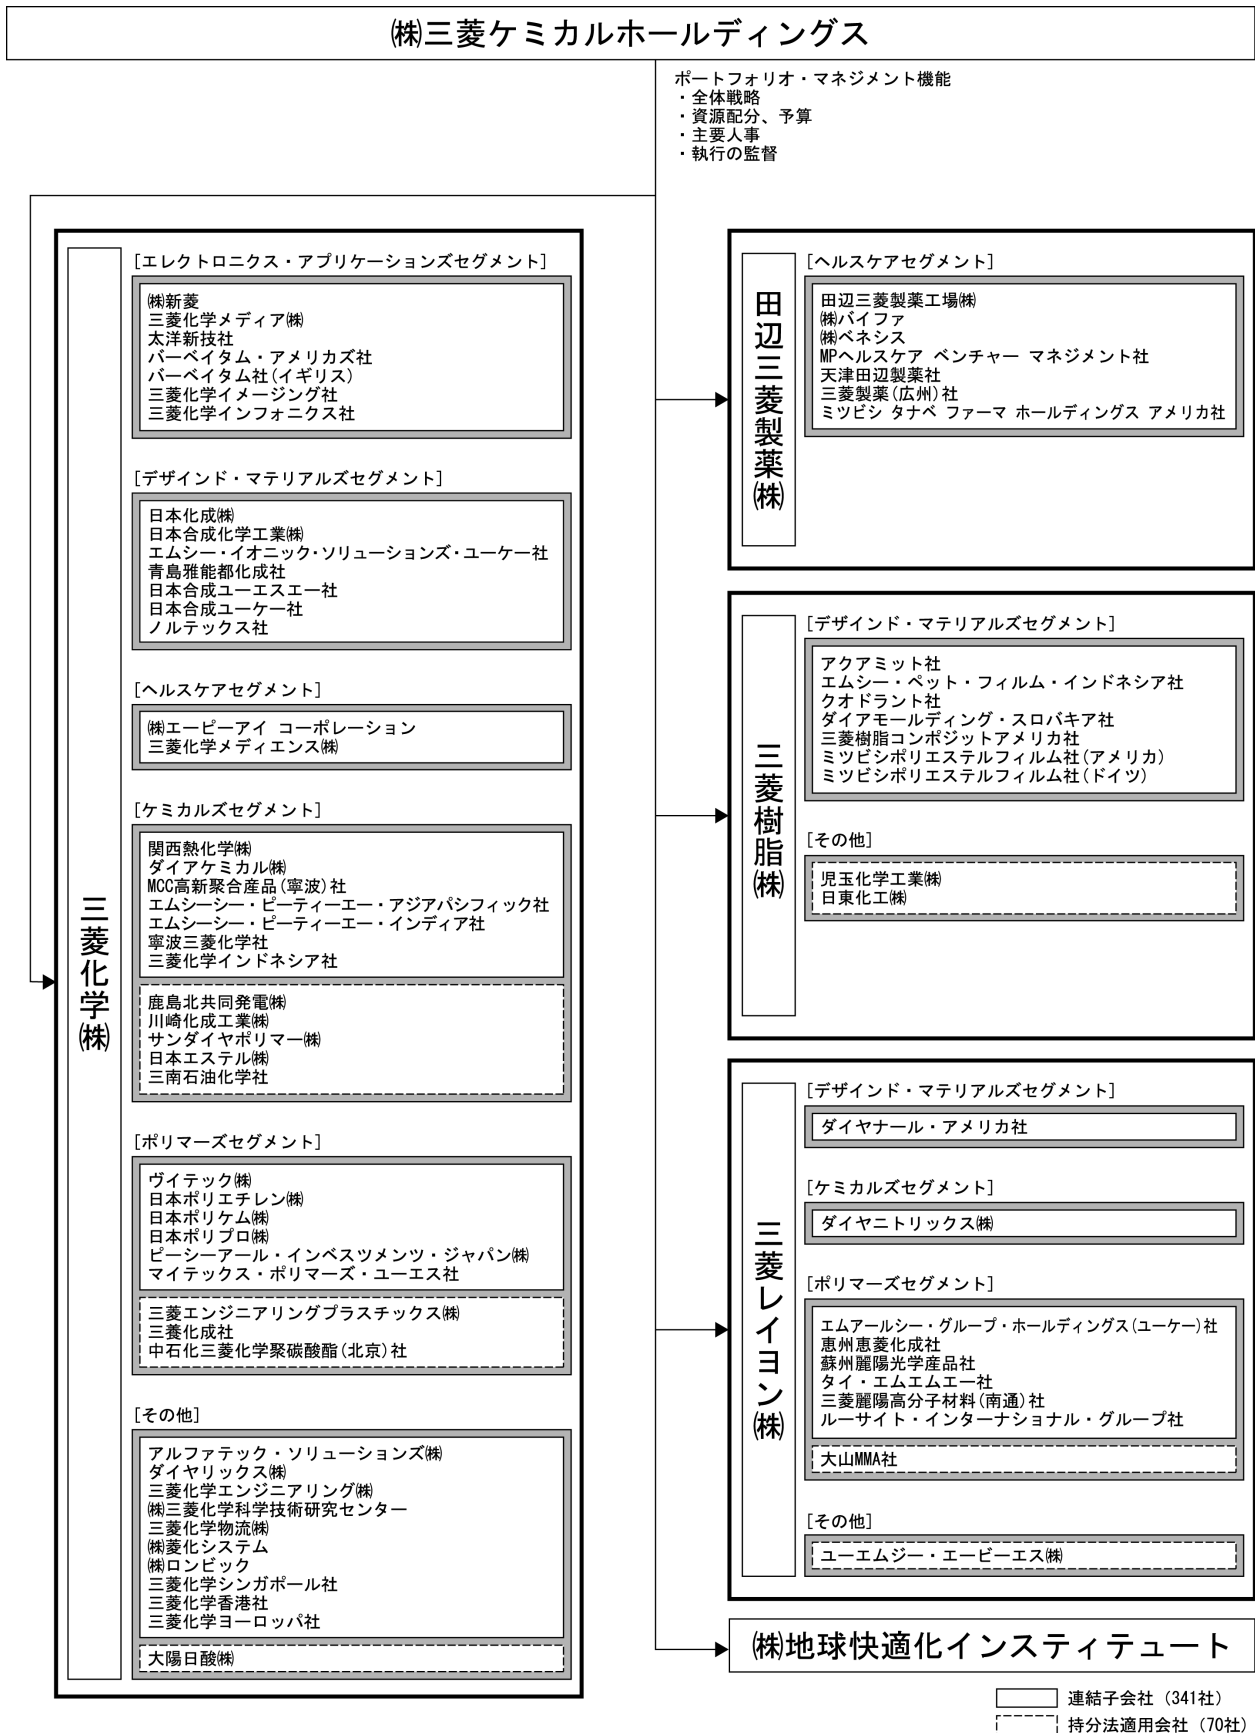 ㈱三菱ケミカルホールディングス
ポートフォリオ・マネジメント機能
・全体戦略
・資源配分、予算
・主要人事
・執行の監督
三菱化学㈱
[エレクトロニクス・アプリケーションズセグメント]
㈱新菱
三菱化学メディア㈱
太洋新技社
バーベイタム・アメリカズ社
バーベイタム社(イギリス)
三菱化学イメージング社
三菱化学インフォニクス社
[デザインド・マテリアルズセグメント]
日本化成㈱
日本合成化学工業㈱
エムシー・イオニック・ソリューションズ・ユーケー社
青島雅能都化成社
日本合成ユーエスエー社
日本合成ユーケー社
ノルテックス社
[ヘルスケアセグメント]
㈱エーピーアイ コーポレーション
三菱化学メディエンス㈱
[ケミカルズセグメント]
関西熱化学㈱
ダイアケミカル㈱
MCC高新聚合産品(寧波)社
エムシーシー・ピーティーエー・アジアパシフィック社
エムシーシー・ピーティーエー・インディア社
寧波三菱化学社
三菱化学インドネシア社
鹿島北共同発電㈱
川崎化成工業㈱
サンダイヤポリマー㈱
日本エステル㈱
三南石油化学社
[ポリマーズセグメント]
ヴイテック㈱
日本ポリエチレン㈱
日本ポリケム㈱
日本ポリプロ㈱
ピーシーアール・インベスツメンツ・ジャパン㈱
マイテックス・ポリマーズ・ユーエス社
三菱エンジニアリングプラスチックス㈱
三養化成社
中石化三菱化学聚碳酸酯(北京)社
[その他]
アルファテック・ソリューションズ㈱
ダイヤリックス㈱
三菱化学エンジニアリング㈱
㈱三菱化学科学技術研究センター
三菱化学物流㈱
㈱菱化システム
㈱ロンビック
三菱化学シンガポール社
三菱化学香港社
三菱化学ヨーロッパ社
大陽日酸㈱
田辺三菱製薬㈱
[ヘルスケアセグメント]
田辺三菱製薬工場㈱
㈱バイファ
㈱ベネシス
MPヘルスケア ベンチャー マネジメント社
天津田辺製薬社
三菱製薬(広州)社
ミツビシ タナベ ファーマ ホールディングス アメリカ社
三菱樹脂㈱
[デザインド・マテリアルズセグメント]
アクアミット社
エムシー・ペット・フィルム・インドネシア社
クオドラント社
ダイアモールディング・スロバキア社
三菱樹脂コンポジットアメリカ社
ミツビシポリエステルフィルム社(アメリカ)
ミツビシポリエステルフィルム社(ドイツ)
[その他]
児玉化学工業㈱
日東化工㈱
三菱レイヨン㈱
[デザインド・マテリアルズセグメント]
ダイヤナール・アメリカ社
[ケミカルズセグメント]
ダイヤニトリックス㈱
[ポリマーズセグメント]
エムアールシー・グループ・ホールディングス(ユーケー)社
恵州恵菱化成社
蘇州麗陽光学産品社
タイ・エムエムエー社
三菱麗陽高分子材料(南通)社
ルーサイト・インターナショナル・グループ社
大山MMA社
[その他]
ユーエムジー・エービーエス㈱
㈱地球快適化インスティテュート
連結子会社 (341社)
持分法適用会社 (70社)